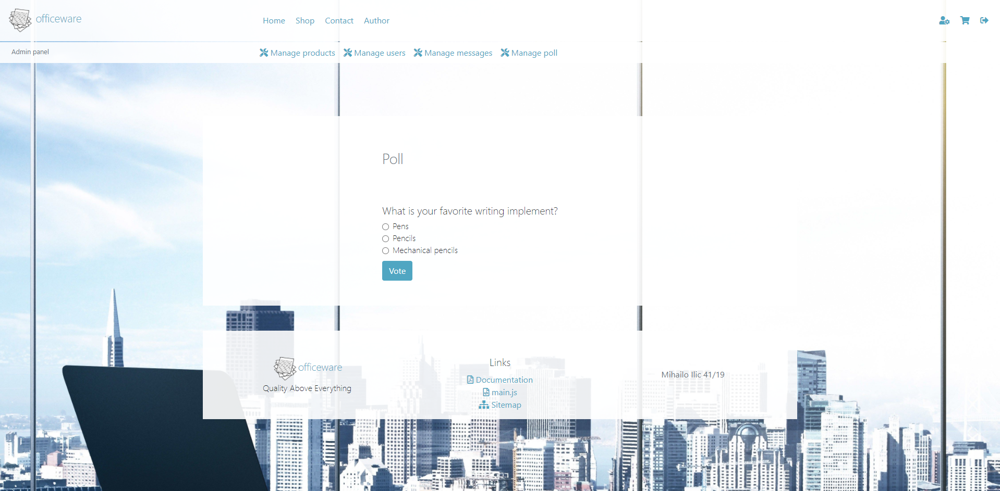 officeware
Home Shop Contact Author
Admin panel
Manage products Manage users Manage messages Manage poll
Poll
What is your favorite writing implement?
Pens
Pencils
Mechanical pencils
Vote
officeware
Quality Above Everything
Links
Documentation
main.js
Sitemap
Mihailo Ilic 41/19